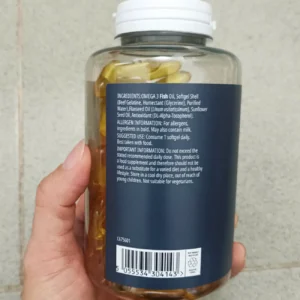 INGREDIENTS: OMEGA 3 Fish Oil, Softgel Shell
(Beef Gelatine, Humectant (Glycerine), Purified
Water), Flaxseed Oil (Linum usitatissimum), Sunflower
Seed Oil, Antioxidant (DL-Alpha Tocopherol).
ALLERGEN INFORMATION: For allergens,
ingredients in bold. May also contain milk.
SUGGESTED USE: Consume 1 softgel daily,
best taken with food.
IMPORTANT INFORMATION: Do not exceed the
stated recommended daily dose. This product is
a food supplement and therefore should not be
used as a substitute for a varied diet and a healthy
lifestyle. Store in a cool dry place, out of reach of
young children. Not suitable for vegetarians.
5 055534 304143